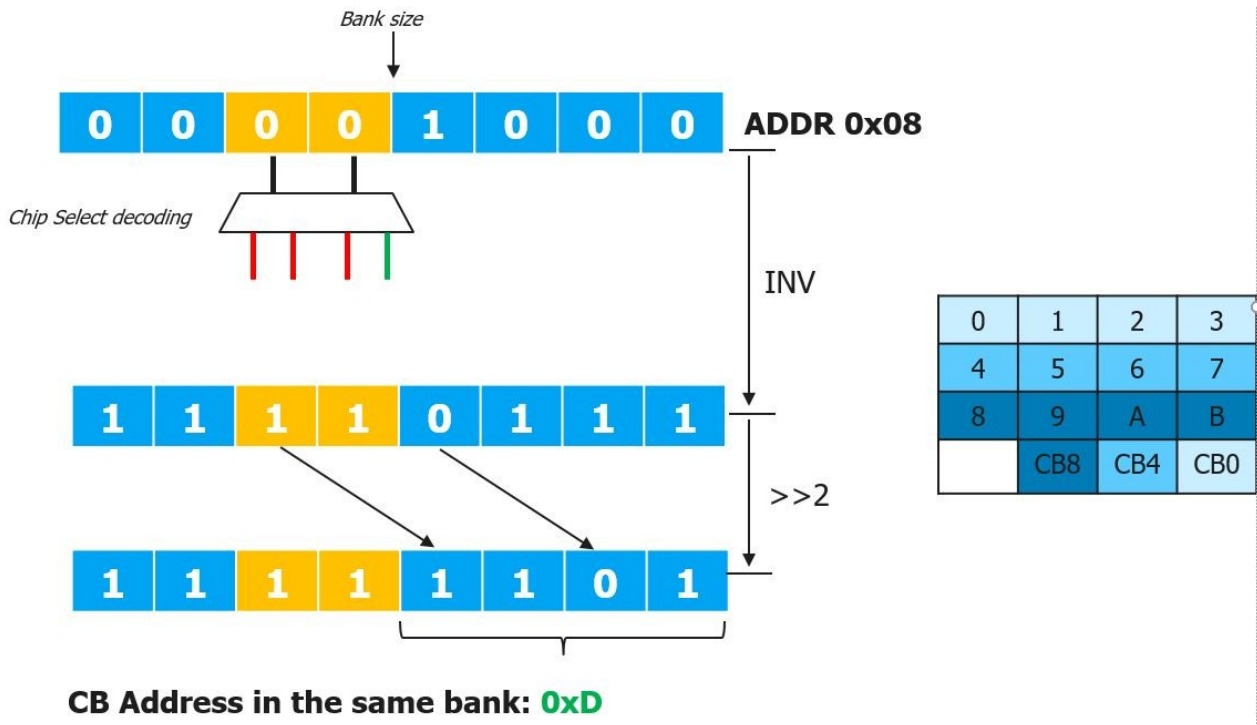 Bank size
0 0 0 0 1 0 0 0 ADDR 0x08
Chip Select decoding
INV
1 1 1 1 0 1 1 1
>>2
1 1 1 1 1 1 0 1
CB Address in the same bank: 0xD
0 1 2 3
4 5 6 7
8 9 A B
CB8 CB4 CB0